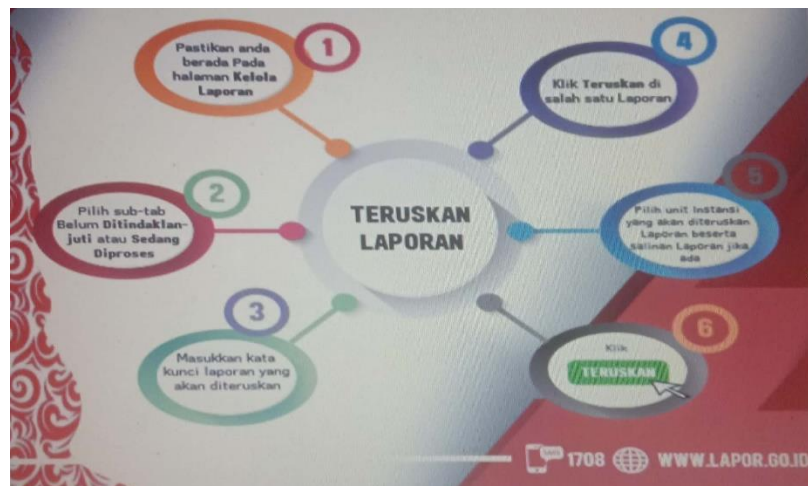 TERUSKAN
LAPORAN
1
Pastikan anda
berada Pada
halaman Kelola
Laporan
2
Pilih sub-tab
Belum Ditindaklan-
juti atau Sedang
Diproses
3
Masukkan kata
kunci laporan yang
akan diteruskan
4
Klik Teruskan di
salah satu Laporan
5
Pilih unit Instansi
yang akan diteruskan
Laporan beserta
salinan Laporan jika
ada
6
Klik
TERUSKAN
1708 WWW.LAPOR.GO.ID